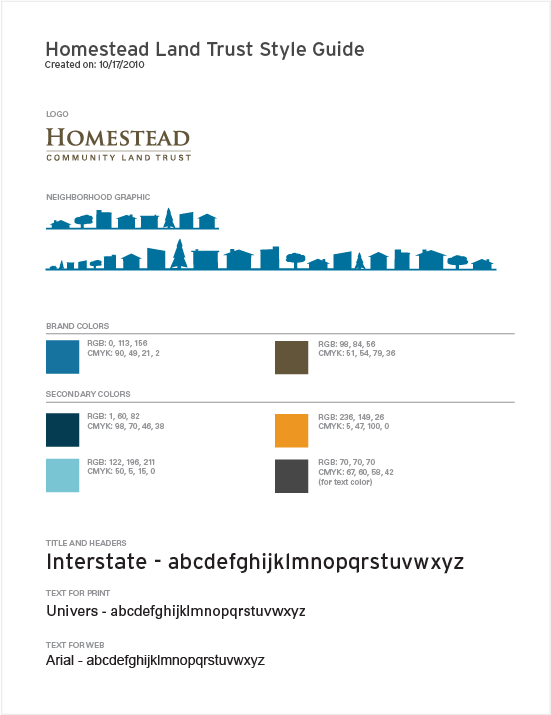 Homestead Land Trust Style Guide
Created on: 10/17/2010
LOGO
HOMESTEAD
COMMUNITY LAND TRUST
NEIGHBORHOOD GRAPHIC
BRAND COLORS
RGB: 0, 113, 156
CMYK: 90, 49, 21, 2
RGB: 98, 84, 56
CMYK: 51, 54, 79, 36
SECONDARY COLORS
RGB: 1, 60, 82
CMYK: 98, 70, 46, 38
RGB: 236, 149, 26
CMYK: 5, 47, 100, 0
RGB: 122, 196, 211
CMYK: 50, 5, 15, 0
RGB: 70, 70, 70
CMYK: 67, 60, 58, 42
(for text color)
TITLE AND HEADERS
Interstate - abcdefghijklmnopqrstuvwxyz
TEXT FOR PRINT
Univers - abcdefghijklmnopqrstuvwxyz
TEXT FOR WEB
Arial - abcdefghijklmnopqrstuvwxyz